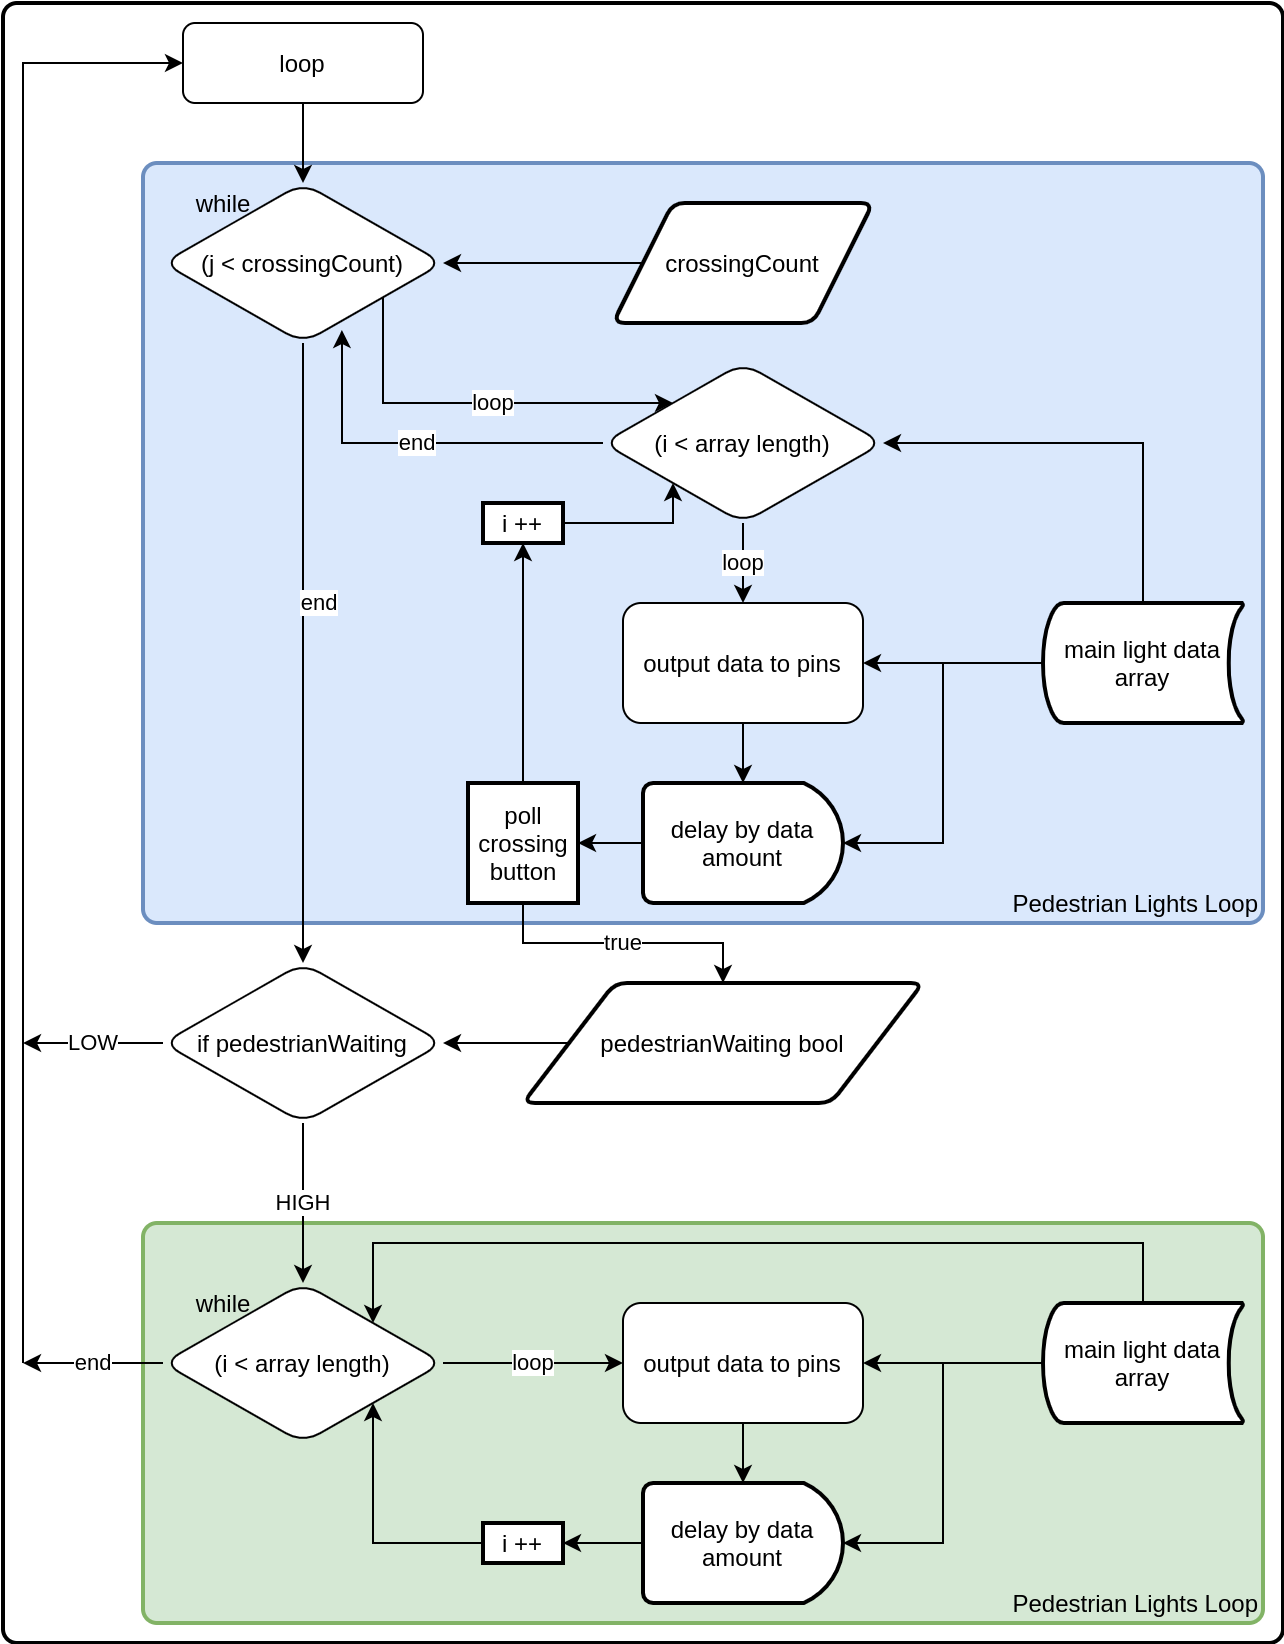 loop
while
(j < crossingCount)
crossingCount
loop
end
(i < array length)
i ++
loop
end
output data to pins
main light data
array
poll
crossing
button
delay by data
amount
Pedestrian Lights Loop
true
if pedestrianWaiting
pedestrianWaiting bool
LOW
HIGH
while
(i < array length)
end
loop
output data to pins
main light data
array
i ++
delay by data
amount
Pedestrian Lights Loop